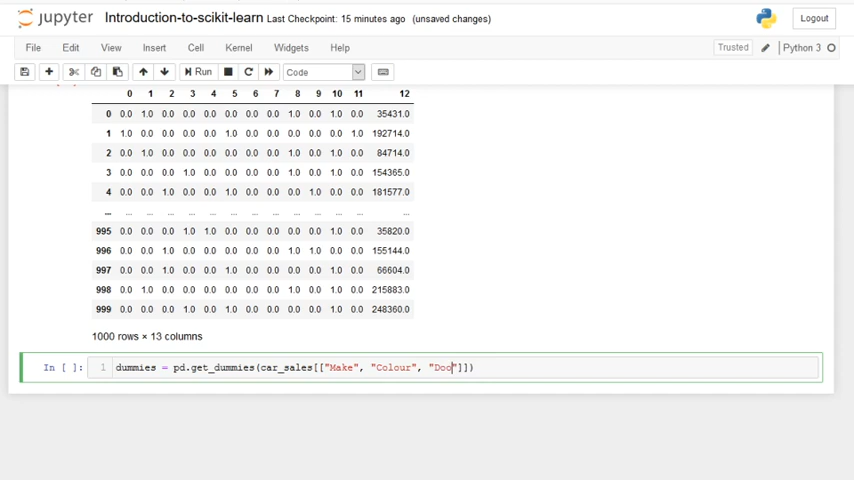 jupyter Introduction-to-scikit-learn Last Checkpoint: 15 minutes ago (unsaved changes) Logout
File Edit View Insert Cell Kernel Widgets Help Trusted Python 3
Run Code
0 1 2 3 4 5 6 7 8 9 10 11 12
0 0.0 1.0 0.0 0.0 0.0 0.0 0.0 0.0 1.0 0.0 1.0 0.0 35431.0
1 1.0 0.0 0.0 0.0 0.0 1.0 0.0 0.0 0.0 0.0 0.0 1.0 192714.0
2 0.0 1.0 0.0 0.0 0.0 0.0 0.0 0.0 1.0 0.0 1.0 0.0 84714.0
3 0.0 0.0 0.0 1.0 0.0 0.0 0.0 0.0 1.0 0.0 1.0 0.0 154365.0
4 0.0 0.0 1.0 0.0 0.0 1.0 0.0 0.0 0.0 1.0 0.0 0.0 181577.0
... ... ... ... ... ... ... ... ... ... ... ... ... ...
995 0.0 0.0 0.0 1.0 1.0 0.0 0.0 0.0 0.0 0.0 1.0 0.0 35820.0
996 0.0 0.0 1.0 0.0 0.0 0.0 0.0 0.0 1.0 1.0 0.0 0.0 155144.0
997 0.0 0.0 1.0 0.0 0.0 1.0 0.0 0.0 0.0 0.0 1.0 0.0 66604.0
998 0.0 1.0 0.0 0.0 0.0 0.0 0.0 0.0 1.0 0.0 1.0 0.0 215883.0
999 0.0 0.0 0.0 1.0 0.0 1.0 0.0 0.0 0.0 0.0 1.0 0.0 248360.0
1000 rows × 13 columns
In [ ]: 1 dummies = pd.get_dummies(car_sales[["Make", "Colour", "Doo"]])